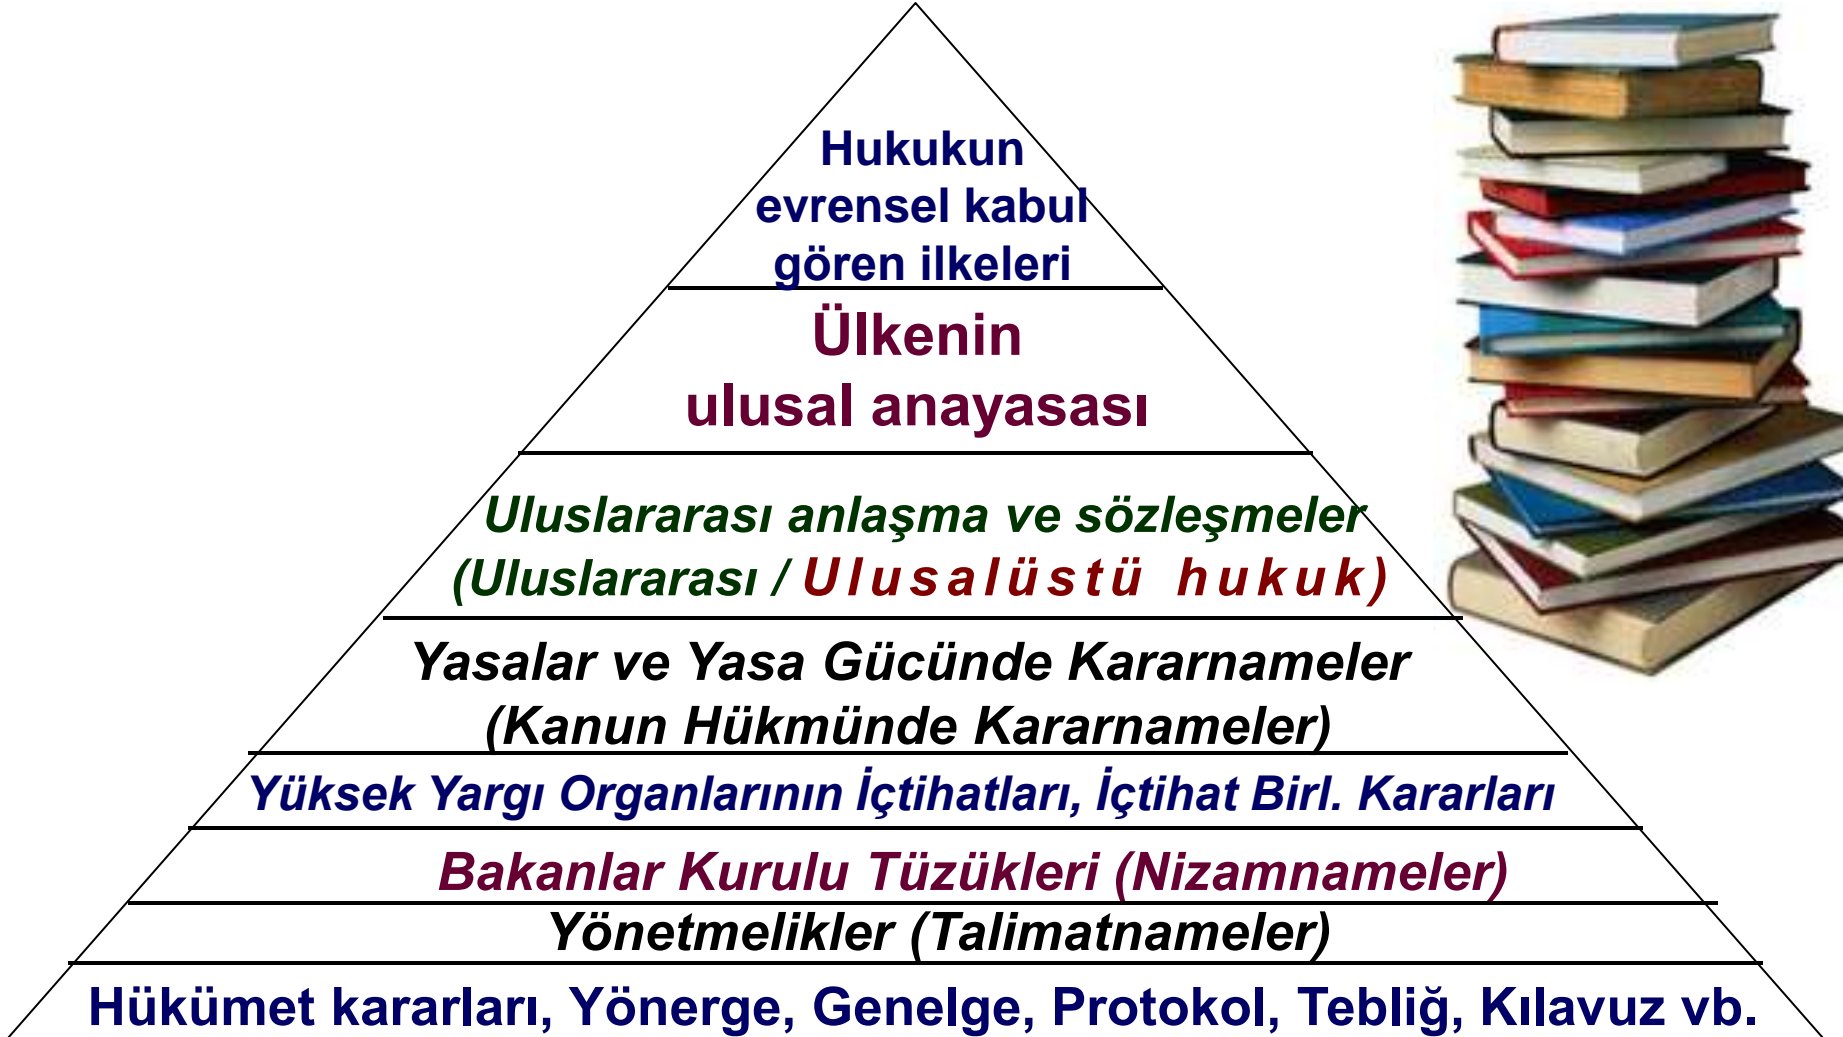 Hukukun
evrensel kabul
gören ilkeleri
Ülkenin
ulusal anayasası
Uluslararası anlaşma ve sözleşmeler
(Uluslararası / Ulusalüstü hukuk)
Yasalar ve Yasa Gücünde Kararnameler
(Kanun Hükmünde Kararnameler)
Yüksek Yargı Organlarının İçtihatları, İçtihat Birl. Kararları
Bakanlar Kurulu Tüzükleri (Nizamnameler)
Yönetmelikler (Talimatnameler)
Hükümet kararları, Yönerge, Genelge, Protokol, Tebliğ, Kılavuz vb.